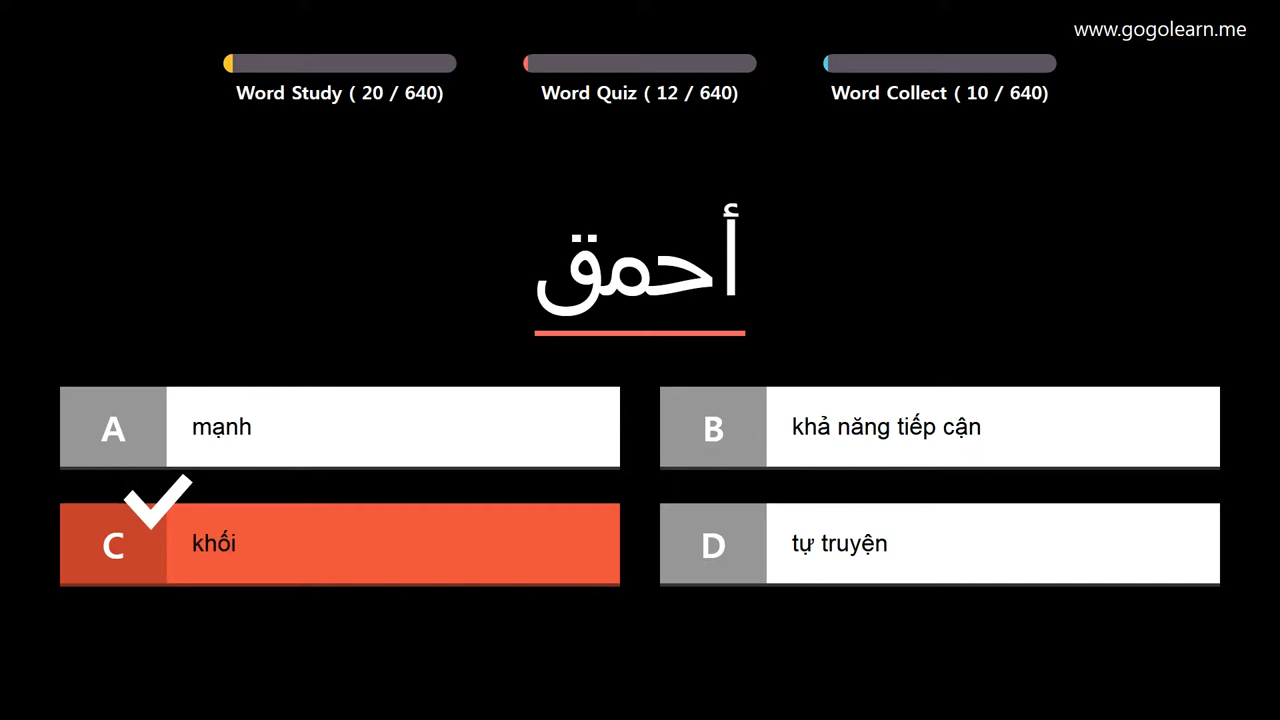 www.gogolearn.me
Word Study ( 20 / 640)
Word Quiz ( 12 / 640)
Word Collect ( 10 / 640)
أحمق
A
mạnh
B
khả năng tiếp cận
C
khối
D
tự truyện